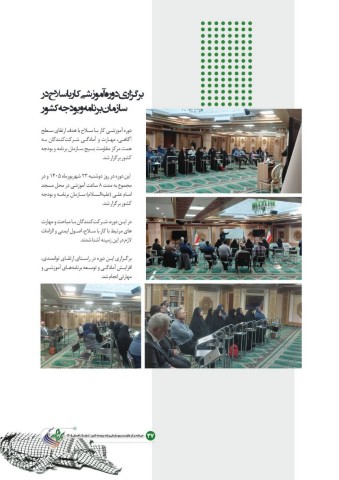 برگزاری دوره آموزشی کار با سلاح در
سازمان برنامه و بودجه کشور
دوره آموزشی کار با سلاح با هدف ارتقای سطح
آگاهی، مهارت و آمادگی شرکت‌کنندگان به
همت مرکز مقاومت بسیج سازمان برنامه و بودجه
کشور برگزار شد.
این دوره در روز دوشنبه ۲۳ شهریورماه ۱۴۰۵ و در
مجموع به مدت ۸ ساعت آموزشی در محل مسجد
امام علی (علیه‌السلام) سازمان برنامه و بودجه
کشور برگزار شد.
در این دوره، شرکت‌کنندگان با مباحث و مهارت
های مرتبط با کار با سلاح، اصول ایمنی و الزامات
لازم در این زمینه آشنا شدند.
برگزاری این دوره در راستای ارتقای توانمندی،
افزایش آمادگی و توسعه برنامه‌های آموزشی و
مهارتی انجام شد.
۳۷